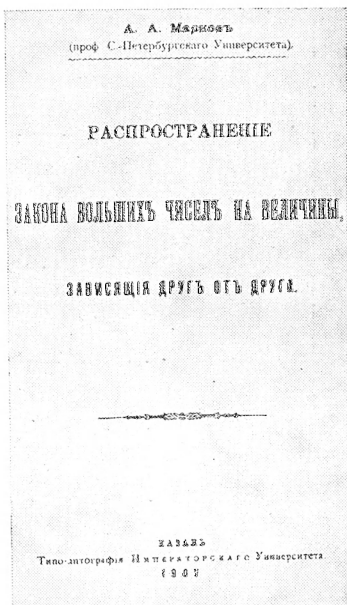 А. А. Марковъ
(проф С.-Петербургскаго Университета).
РАСПРОСТРАНЕНІЕ
ЗАКОНА БОЛЬШИХЪ ЧИСЕЛЪ НА ВЕЛИЧИНЫ,
ЗАВИСЯЩІЯ ДРУГЪ ОТЪ ДРУГА.
КАЗАНЬ
Типо-литографія Императорскаго Университета